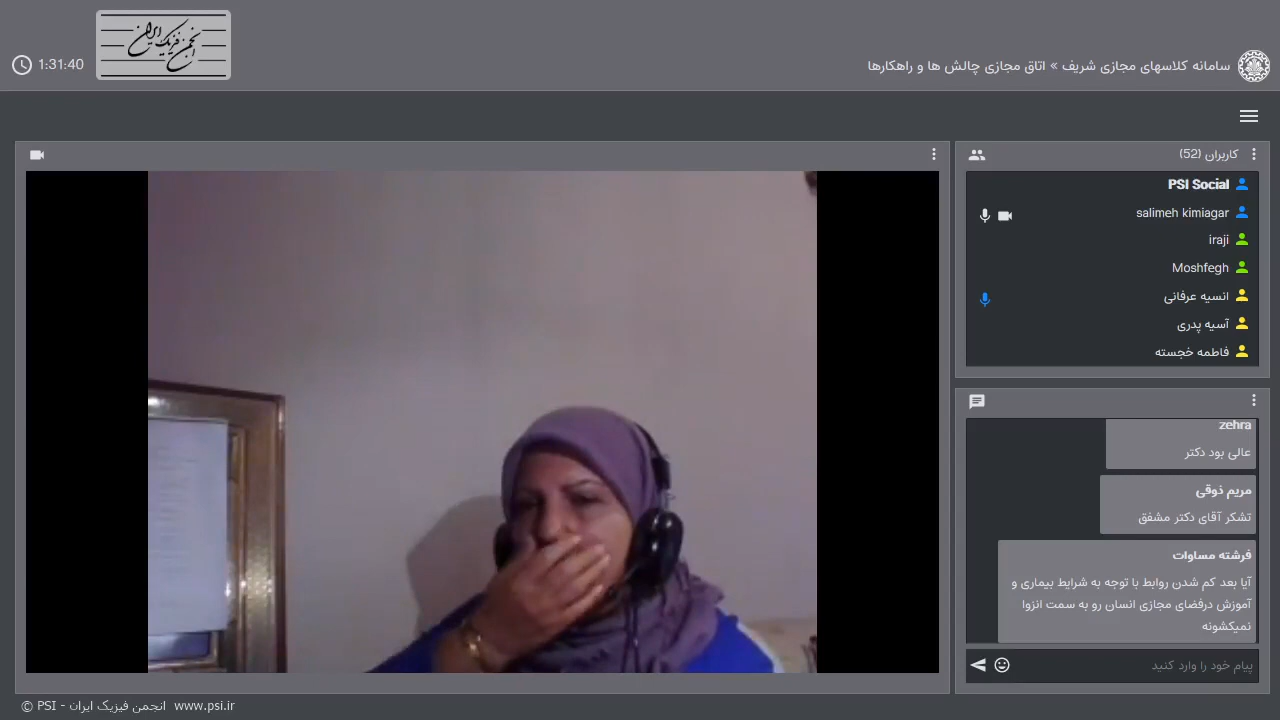 انجمن فیزیک ایران
1:31:40
سامانه کلاسهای مجازی شریف » اتاق مجازی چالش ها و راهکارها
کاربران (52)
PSI Social
salimeh kimiagar
iraji
Moshfegh
انسیه عرفانی
آسیه پدری
فاطمه خجسته
zehra
عالی بود دکتر
مریم ذوقی
تشکر آقای دکتر مشفق
فرشته مساوات
آیا بعد کم شدن روابط با توجه به شرایط بیماری و
آموزش درفضای مجازی انسان رو به سمت انزوا
نمیکشونه
پیام خود را وارد کنید
© PSI - انجمن فیزیک ایران www.psi.ir